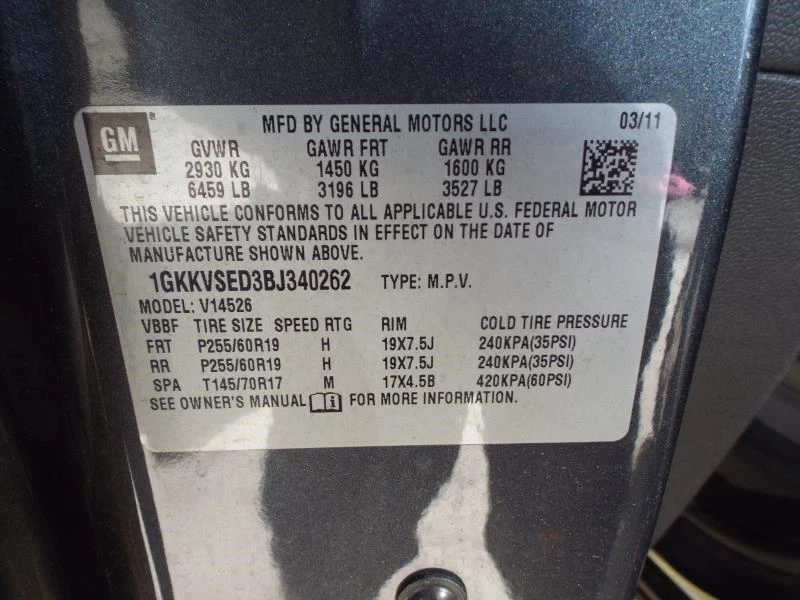 GM® MFD BY GENERAL MOTORS LLC 03/11
GVWR GAWR FRT GAWR RR
2930 KG 1450 KG 1600 KG
6459 LB 3196 LB 3527 LB
THIS VEHICLE CONFORMS TO ALL APPLICABLE U.S. FEDERAL MOTOR
VEHICLE SAFETY STANDARDS IN EFFECT ON THE DATE OF
MANUFACTURE SHOWN ABOVE.
1GKKVSED3BJ340262 TYPE: M.P.V.
MODEL: V14526
VBBF TIRE SIZE SPEED RTG RIM COLD TIRE PRESSURE
FRT P255/60R19 H 19X7.5J 240KPA(35PSI)
RR P255/60R19 H 19X7.5J 240KPA(35PSI)
SPA T145/70R17 M 17X4.5B 420KPA(60PSI)
SEE OWNER'S MANUAL i FOR MORE INFORMATION.